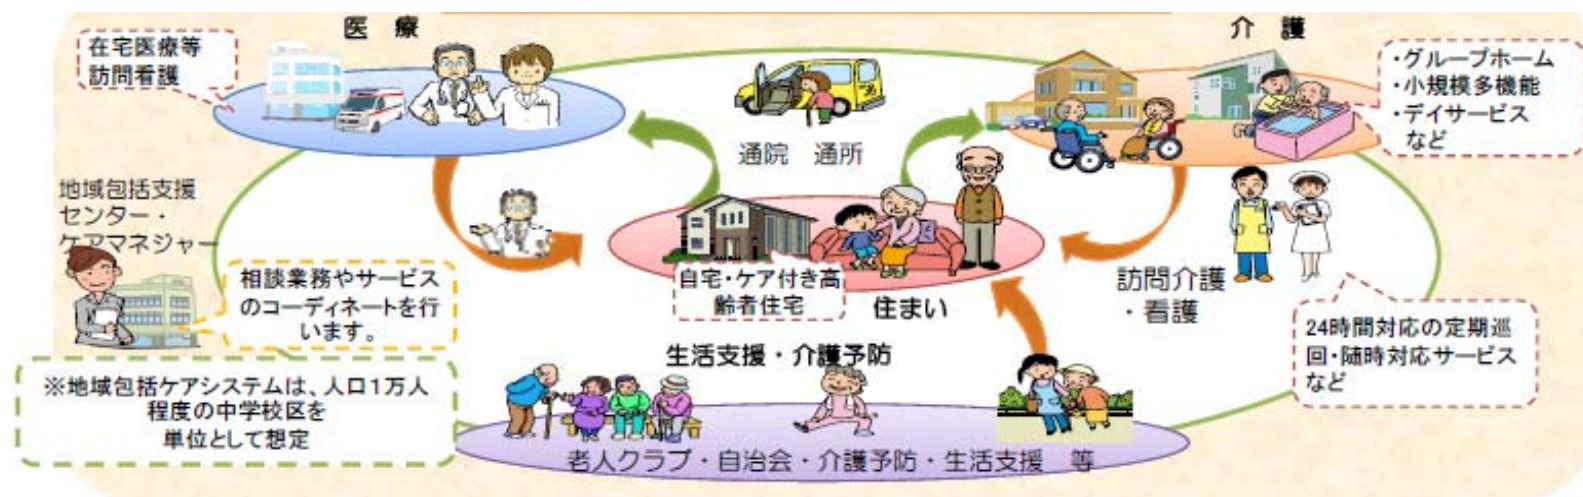 医　療
介　護
在宅医療等
訪問看護
・グループホーム
・小規模多機能
・デイサービス
など
通院　通所
地域包括支援
センター・
ケアマネジャー
相談業務やサービス
のコーディネートを行
います。
自宅・ケア付き高
齢者住宅
住まい
訪問介護
・看護
24時間対応の定期巡
回・随時対応サービス
など
生活支援・介護予防
※地域包括ケアシステムは、人口1万人
程度の中学校区を
単位として想定
老人クラブ・自治会・介護予防・生活支援　等